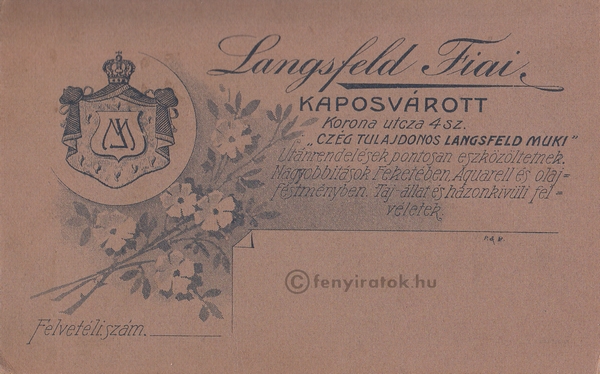 Langsfeld Fiai.
KAPOSVÁROTT
Korona utcza 4 sz.
„CZÉG TULAJDONOS LANGSFELD MUKI"
Utánrendelések pontosan eszközöltetnek.
Nagyobbitások Feketében, Aquarell és olaj=
festményben. Táj-állat és házonkivüli fel=
vételek.
©fenyiratok.hu
Felvételi szám.